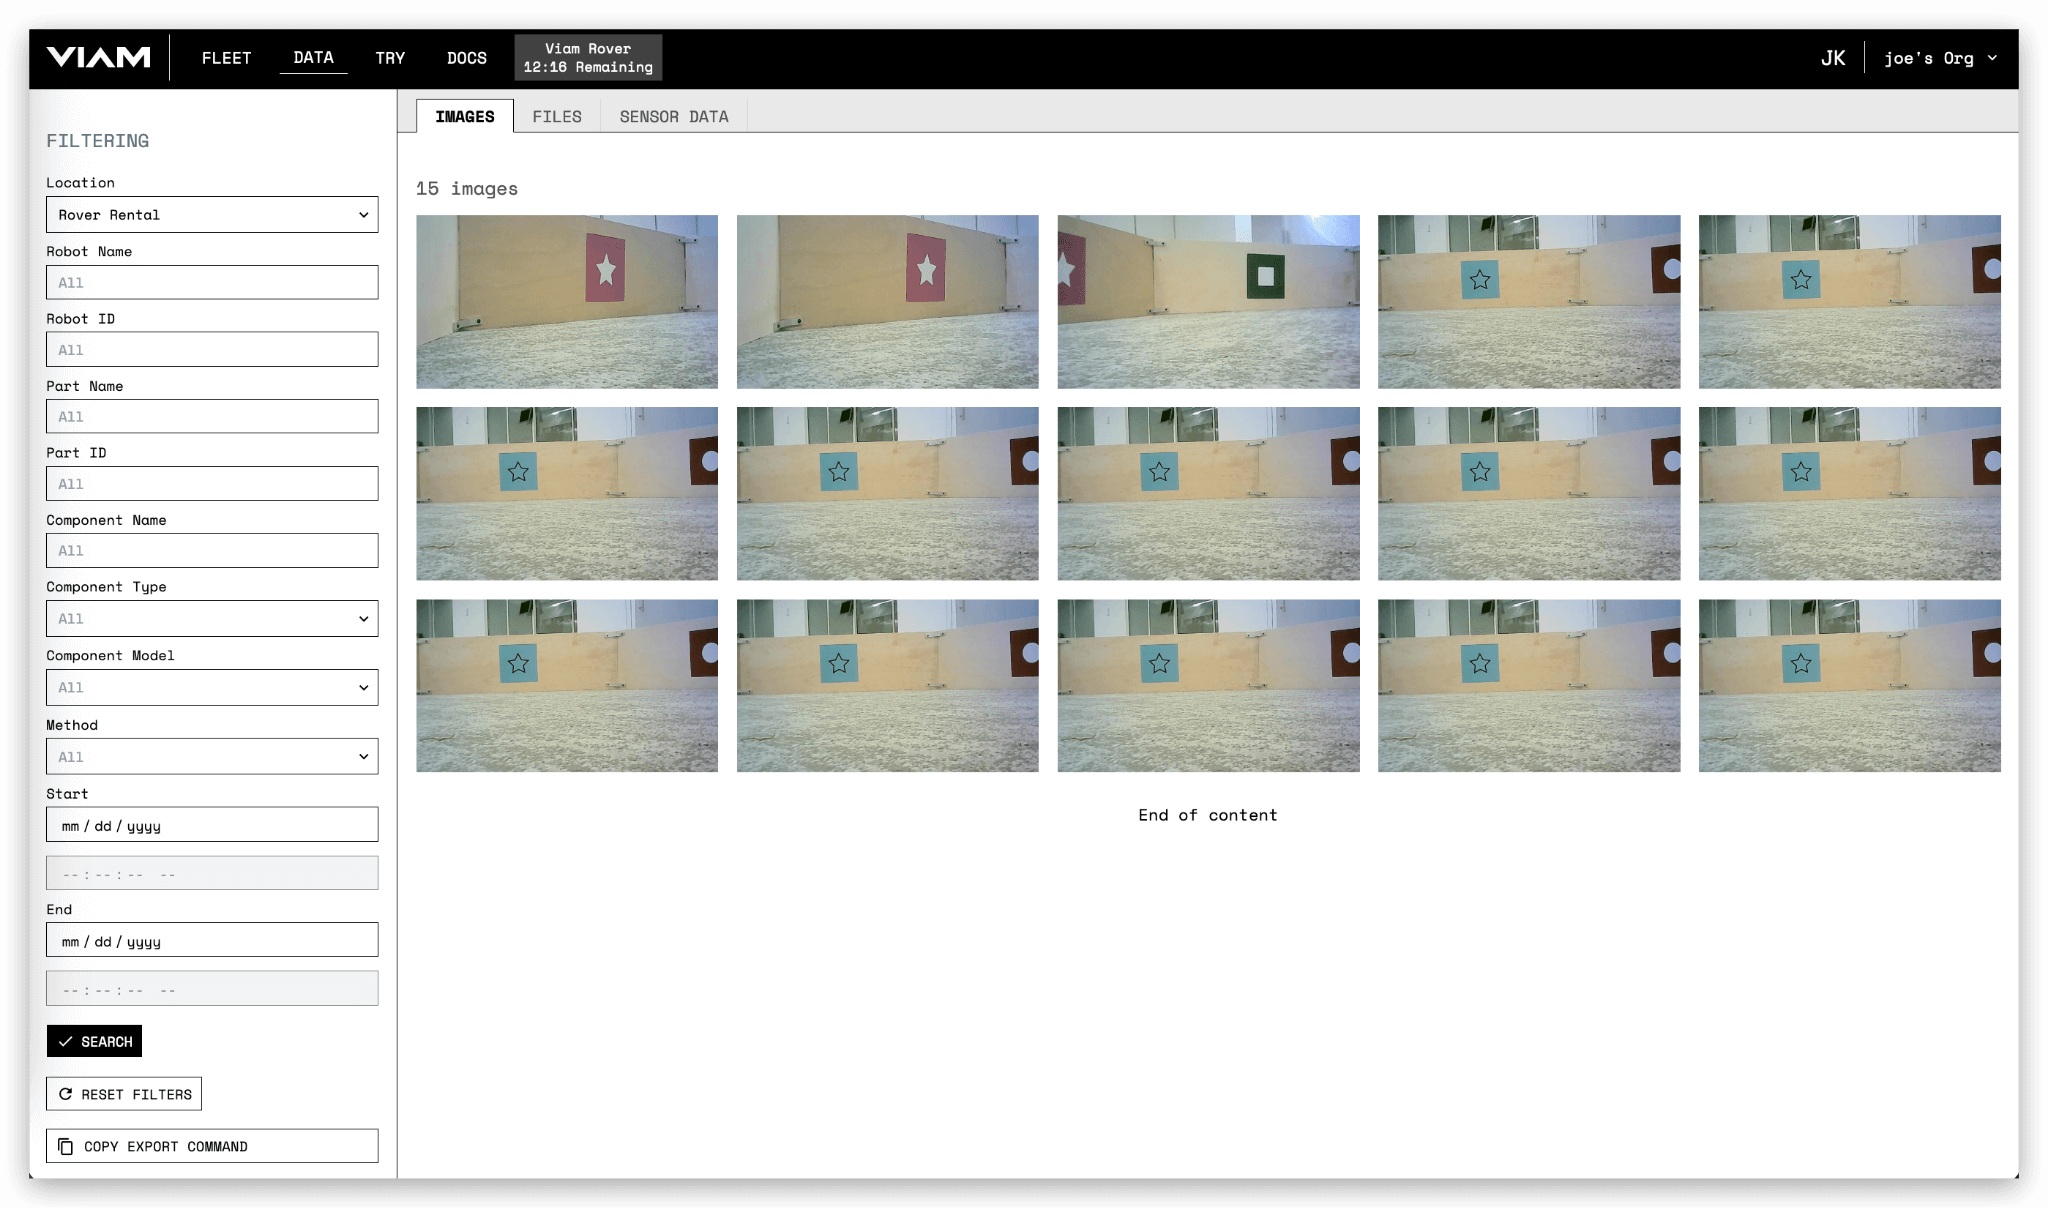 VIAM
FLEET
DATA
TRY
DOCS
Viam Rover
12:16 Remaining
JK
joe's Org
FILTERING
Location
Rover Rental
Robot Name
All
Robot ID
All
Part Name
All
Part ID
All
Component Name
All
Component Type
All
Component Model
All
Method
All
Start
mm/dd/yyyy
--:--:-- --
End
mm/dd/yyyy
--:--:-- --
SEARCH
RESET FILTERS
COPY EXPORT COMMAND
IMAGES
FILES
SENSOR DATA
15 images
End of content